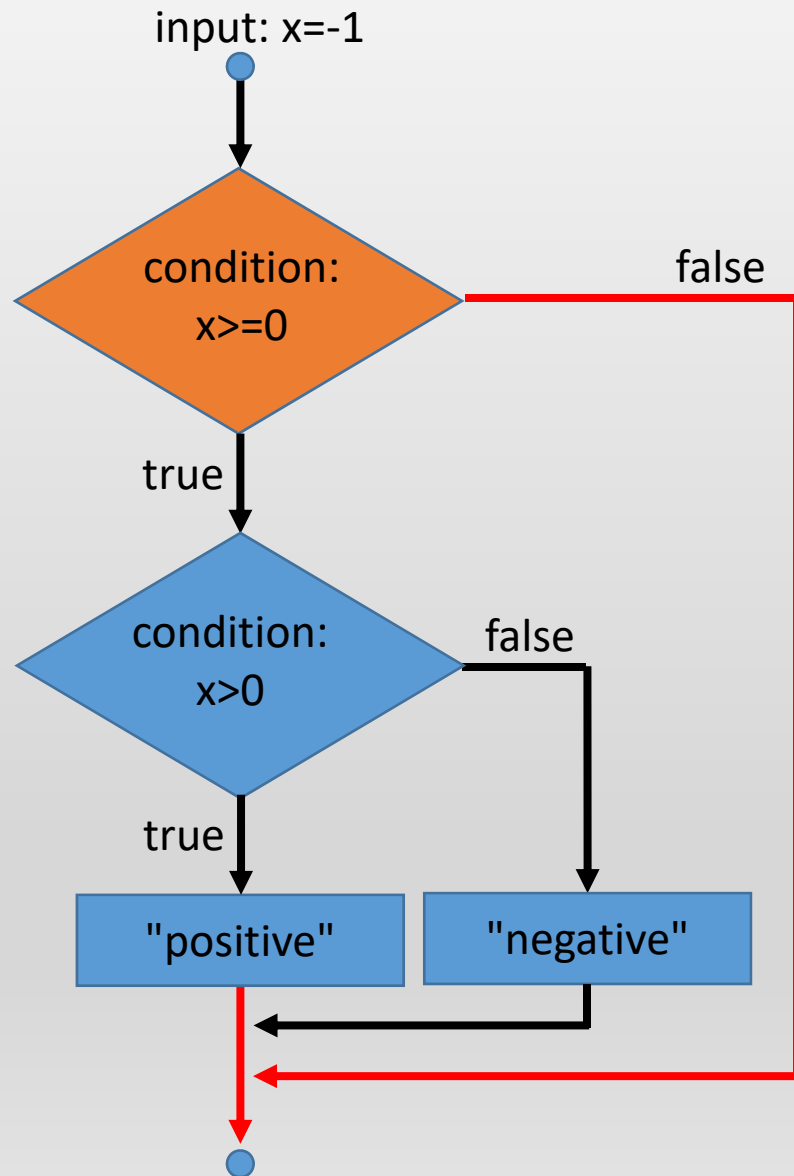 input: x=-1
condition:
x>=0
false
true
condition:
x>0
false
true
"positive"
"negative"